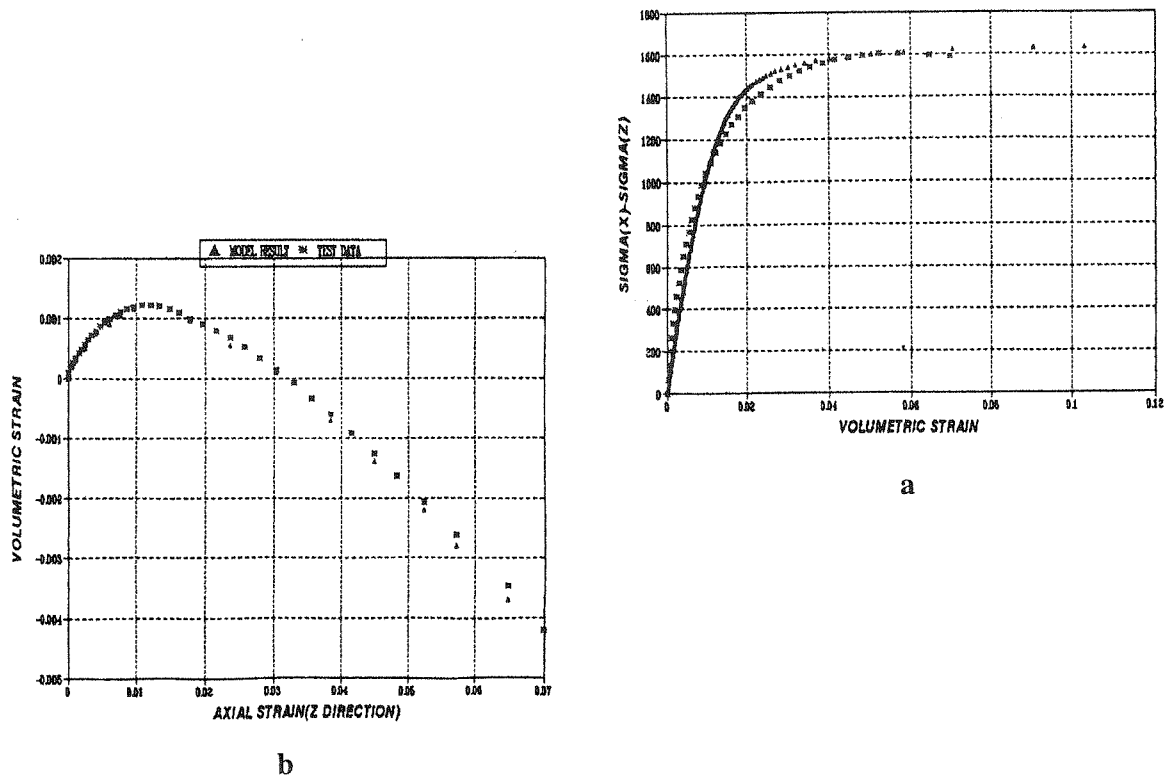 1800
1600
1400
1200
1000
800
600
400
200
0
SIGMA(X)-SIGMA(Z)
0 0.02 0.04 0.06 0.08 0.1 0.12
VOLUMETRIC STRAIN
a
MODEL RESULT TEST DATA
0.002
0.001
0
-0.001
-0.002
-0.003
-0.004
-0.005
VOLUMETRIC STRAIN
0 0.01 0.02 0.03 0.04 0.05 0.06 0.07
AXIAL STRAIN(Z DIRECTION)
b